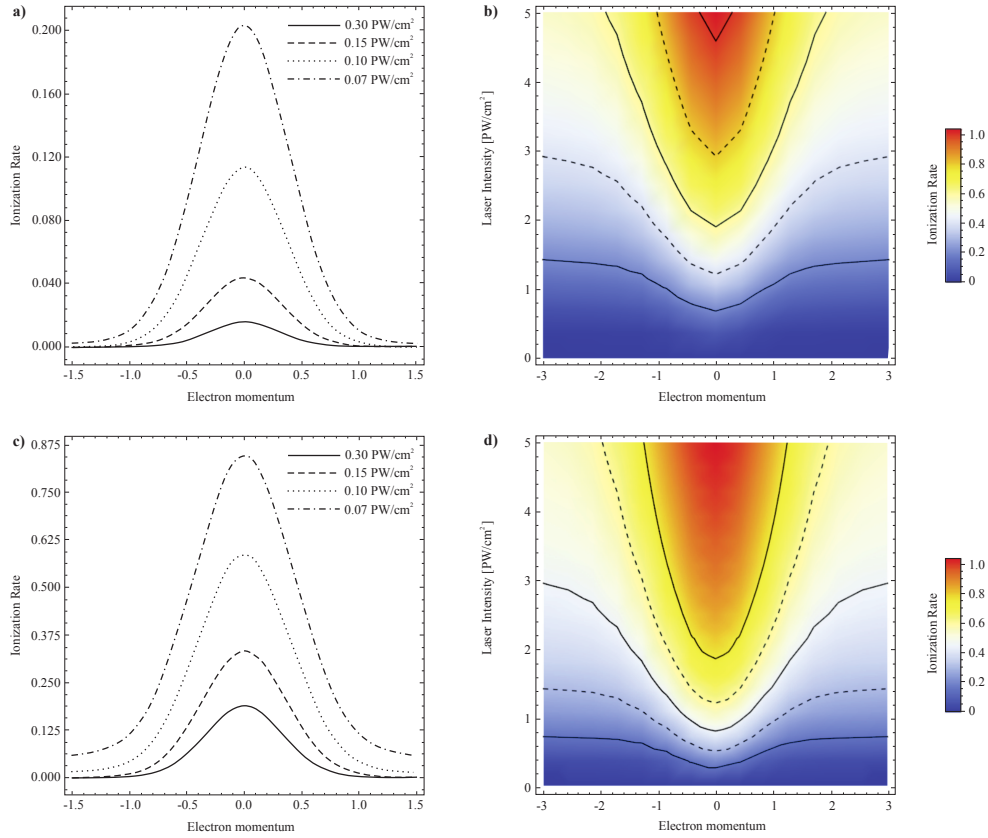 a)
0.200
0.160
0.120
0.080
0.040
0.000
Ionization Rate
0.30 PW/cm²
0.15 PW/cm²
0.10 PW/cm²
0.07 PW/cm²
-1.5 -1.0 -0.5 0.0 0.5 1.0 1.5
Electron momentum
b)
5
4
3
2
1
0
Laser Intensity [PW/cm²]
-3 -2 -1 0 1 2 3
Electron momentum
Ionization Rate
1.0
0.8
0.6
0.4
0.2
0
c)
0.875
0.750
0.625
0.500
0.375
0.250
0.125
0.000
Ionization Rate
0.30 PW/cm²
0.15 PW/cm²
0.10 PW/cm²
0.07 PW/cm²
-1.5 -1.0 -0.5 0.0 0.5 1.0 1.5
Electron momentum
d)
5
4
3
2
1
0
Laser Intensity [PW/cm²]
-3 -2 -1 0 1 2 3
Electron momentum
Ionization Rate
1.0
0.8
0.6
0.4
0.2
0